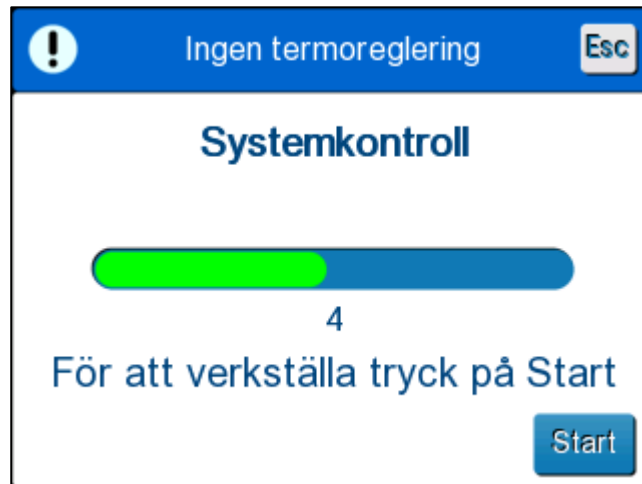 Ingen termoreglering
Esc
Systemkontroll
4
För att verkställa tryck på Start
Start